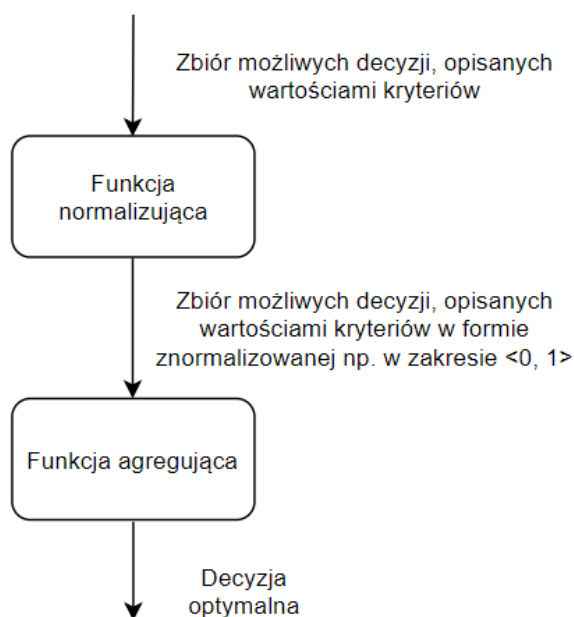 Zbiór możliwych decyzji, opisanych
wartościami kryteriów
Funkcja
normalizująca
Zbiór możliwych decyzji, opisanych
wartościami kryteriów w formie
znormalizowanej np. w zakresie <0, 1>
Funkcja agregująca
Decyzja
optymalna